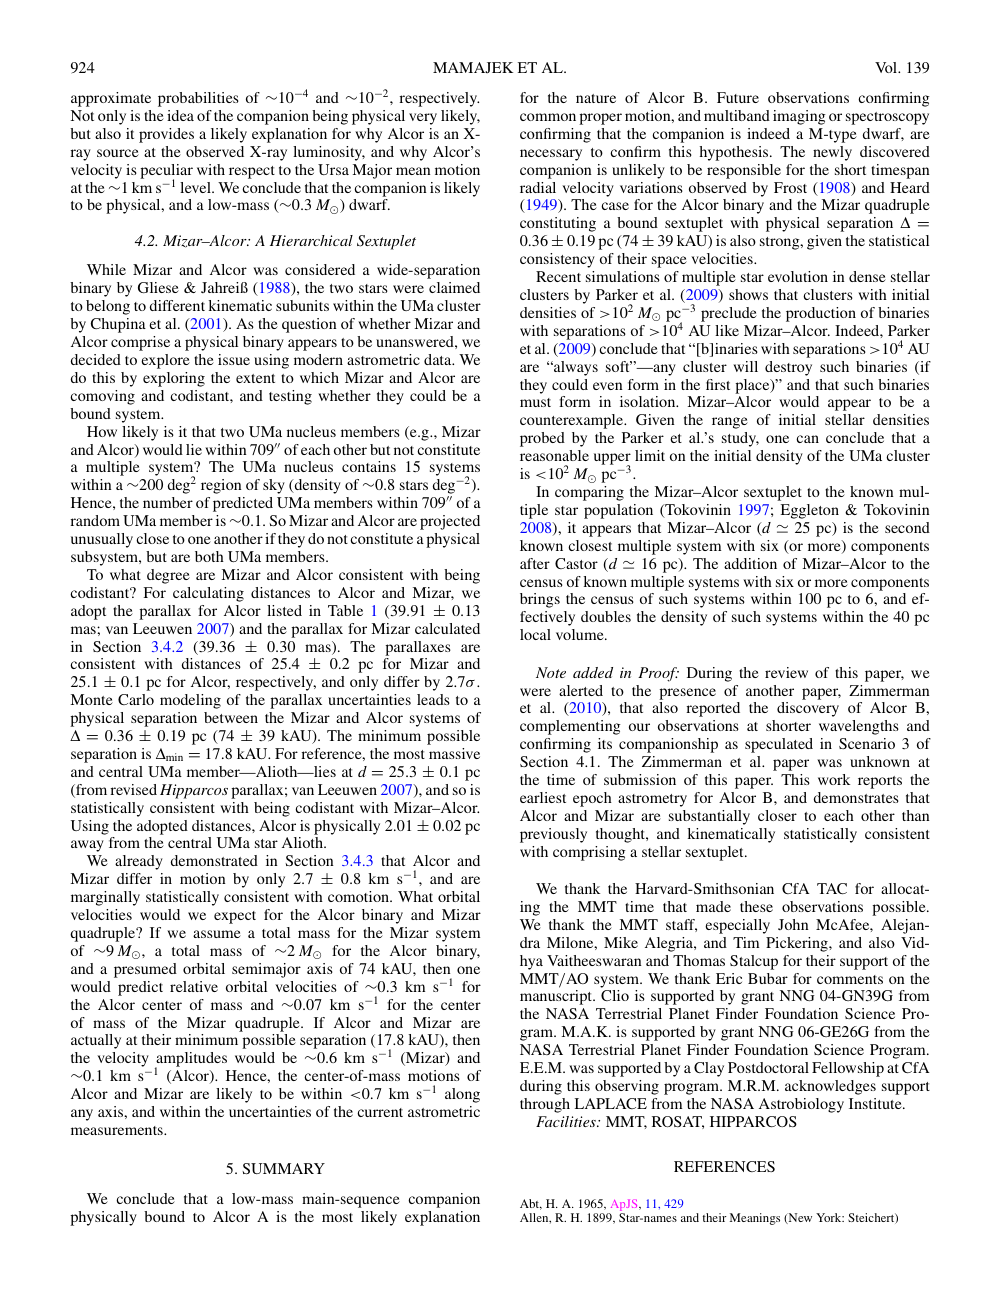 924
MAMAJEK ET AL.
Vol. 139
approximate probabilities of ∼10−4 and ∼10−2, respectively.
Not only is the idea of the companion being physical very likely,
but also it provides a likely explanation for why Alcor is an X-
ray source at the observed X-ray luminosity, and why Alcor's
velocity is peculiar with respect to the Ursa Major mean motion
at the ∼1 km s−1 level. We conclude that the companion is likely
to be physical, and a low-mass (∼0.3 M⊙) dwarf.
4.2. Mizar–Alcor: A Hierarchical Sextuplet
While Mizar and Alcor was considered a wide-separation
binary by Gliese & Jahreiß (1988), the two stars were claimed
to belong to different kinematic subunits within the UMa cluster
by Chupina et al. (2001). As the question of whether Mizar and
Alcor comprise a physical binary appears to be unanswered, we
decided to explore the issue using modern astrometric data. We
do this by exploring the extent to which Mizar and Alcor are
comoving and codistant, and testing whether they could be a
bound system.
How likely is it that two UMa nucleus members (e.g., Mizar
and Alcor) would lie within 709″ of each other but not constitute
a multiple system? The UMa nucleus contains 15 systems
within a ∼200 deg2 region of sky (density of ∼0.8 stars deg−2).
Hence, the number of predicted UMa members within 709″ of a
random UMa member is ∼0.1. So Mizar and Alcor are projected
unusually close to one another if they do not constitute a physical
subsystem, but are both UMa members.
To what degree are Mizar and Alcor consistent with being
codistant? For calculating distances to Alcor and Mizar, we
adopt the parallax for Alcor listed in Table 1 (39.91 ± 0.13
mas; van Leeuwen 2007) and the parallax for Mizar calculated
in Section 3.4.2 (39.36 ± 0.30 mas). The parallaxes are
consistent with distances of 25.4 ± 0.2 pc for Mizar and
25.1 ± 0.1 pc for Alcor, respectively, and only differ by 2.7σ.
Monte Carlo modeling of the parallax uncertainties leads to a
physical separation between the Mizar and Alcor systems of
Δ = 0.36 ± 0.19 pc (74 ± 39 kAU). The minimum possible
separation is Δmin = 17.8 kAU. For reference, the most massive
and central UMa member—Alioth—lies at d = 25.3 ± 0.1 pc
(from revised Hipparcos parallax; van Leeuwen 2007), and so is
statistically consistent with being codistant with Mizar–Alcor.
Using the adopted distances, Alcor is physically 2.01 ± 0.02 pc
away from the central UMa star Alioth.
We already demonstrated in Section 3.4.3 that Alcor and
Mizar differ in motion by only 2.7 ± 0.8 km s−1, and are
marginally statistically consistent with comotion. What orbital
velocities would we expect for the Alcor binary and Mizar
quadruple? If we assume a total mass for the Mizar system
of ∼9 M⊙, a total mass of ∼2 M⊙ for the Alcor binary,
and a presumed orbital semimajor axis of 74 kAU, then one
would predict relative orbital velocities of ∼0.3 km s−1 for
the Alcor center of mass and ∼0.07 km s−1 for the center
of mass of the Mizar quadruple. If Alcor and Mizar are
actually at their minimum possible separation (17.8 kAU), then
the velocity amplitudes would be ∼0.6 km s−1 (Mizar) and
∼0.1 km s−1 (Alcor). Hence, the center-of-mass motions of
Alcor and Mizar are likely to be within <0.7 km s−1 along
any axis, and within the uncertainties of the current astrometric
measurements.
5. SUMMARY
We conclude that a low-mass main-sequence companion
physically bound to Alcor A is the most likely explanation
for the nature of Alcor B. Future observations confirming
common proper motion, and multiband imaging or spectroscopy
confirming that the companion is indeed a M-type dwarf, are
necessary to confirm this hypothesis. The newly discovered
companion is unlikely to be responsible for the short timespan
radial velocity variations observed by Frost (1908) and Heard
(1949). The case for the Alcor binary and the Mizar quadruple
constituting a bound sextuplet with physical separation Δ =
0.36 ± 0.19 pc (74 ± 39 kAU) is also strong, given the statistical
consistency of their space velocities.
Recent simulations of multiple star evolution in dense stellar
clusters by Parker et al. (2009) shows that clusters with initial
densities of >102 M⊙ pc−3 preclude the production of binaries
with separations of >104 AU like Mizar–Alcor. Indeed, Parker
et al. (2009) conclude that “[b]inaries with separations >104 AU
are “always soft”—any cluster will destroy such binaries (if
they could even form in the first place)” and that such binaries
must form in isolation. Mizar–Alcor would appear to be a
counterexample. Given the range of initial stellar densities
probed by the Parker et al.'s study, one can conclude that a
reasonable upper limit on the initial density of the UMa cluster
is <102 M⊙ pc−3.
In comparing the Mizar–Alcor sextuplet to the known mul-
tiple star population (Tokovinin 1997; Eggleton & Tokovinin
2008), it appears that Mizar–Alcor (d ≃ 25 pc) is the second
known closest multiple system with six (or more) components
after Castor (d ≃ 16 pc). The addition of Mizar–Alcor to the
census of known multiple systems with six or more components
brings the census of such systems within 100 pc to 6, and ef-
fectively doubles the density of such systems within the 40 pc
local volume.
Note added in Proof: During the review of this paper, we
were alerted to the presence of another paper, Zimmerman
et al. (2010), that also reported the discovery of Alcor B,
complementing our observations at shorter wavelengths and
confirming its companionship as speculated in Scenario 3 of
Section 4.1. The Zimmerman et al. paper was unknown at
the time of submission of this paper. This work reports the
earliest epoch astrometry for Alcor B, and demonstrates that
Alcor and Mizar are substantially closer to each other than
previously thought, and kinematically statistically consistent
with comprising a stellar sextuplet.
We thank the Harvard-Smithsonian CfA TAC for allocat-
ing the MMT time that made these observations possible.
We thank the MMT staff, especially John McAfee, Alejan-
dra Milone, Mike Alegria, and Tim Pickering, and also Vid-
hya Vaitheeswaran and Thomas Stalcup for their support of the
MMT/AO system. We thank Eric Bubar for comments on the
manuscript. Clio is supported by grant NNG 04-GN39G from
the NASA Terrestrial Planet Finder Foundation Science Pro-
gram. M.A.K. is supported by grant NNG 06-GE26G from the
NASA Terrestrial Planet Finder Foundation Science Program.
E.E.M. was supported by a Clay Postdoctoral Fellowship at CfA
during this observing program. M.R.M. acknowledges support
through LAPLACE from the NASA Astrobiology Institute.
Facilities: MMT, ROSAT, HIPPARCOS
REFERENCES
Abt, H. A. 1965, ApJS, 11, 429
Allen, R. H. 1899, Star-names and their Meanings (New York: Steichert)